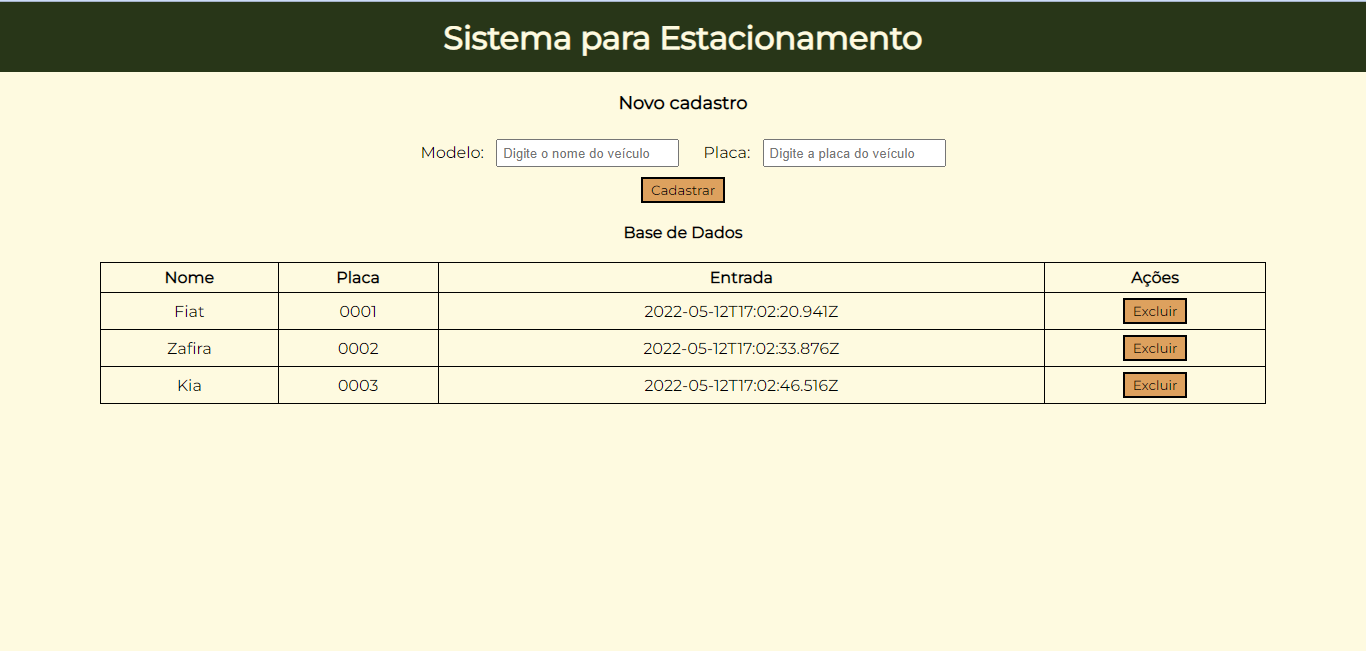 Sistema para Estacionamento
Novo cadastro
Modelo: Digite o nome do veículo Placa: Digite a placa do veículo
Cadastrar
Base de Dados
Nome Placa Entrada Ações
Fiat 0001 2022-05-12T17:02:20.941Z Excluir
Zafira 0002 2022-05-12T17:02:33.876Z Excluir
Kia 0003 2022-05-12T17:02:46.516Z Excluir